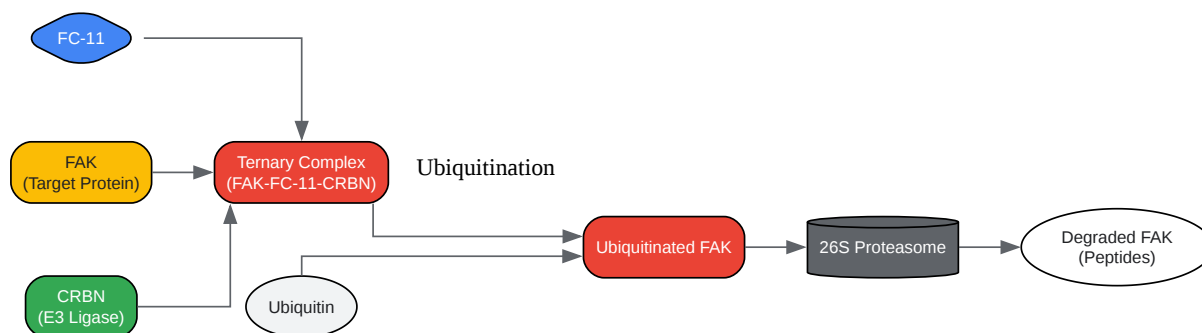 FC-11
FAK
(Target Protein)
Ternary Complex
(FAK-FC-11-CRBN)
Ubiquitination
CRBN
(E3 Ligase)
Ubiquitin
Ubiquitinated FAK
26S Proteasome
Degraded FAK
(Peptides)